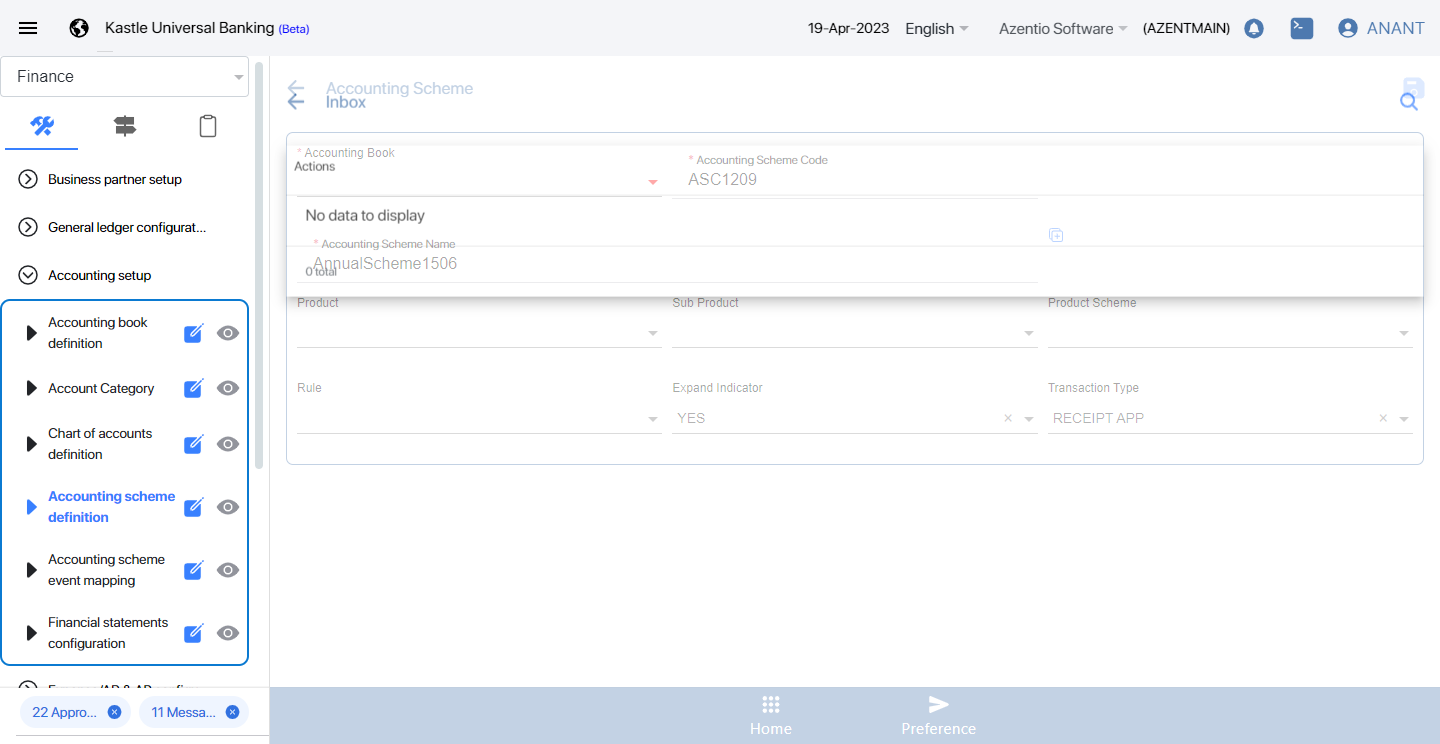 Kastle Universal Banking (Beta)
19-Apr-2023
English
Azentio Software
(AZENTMAIN)
ANANT
Finance
Business partner setup
General ledger configurat...
Accounting setup
Accounting book
definition
Account Category
Chart of accounts
definition
Accounting scheme
definition
Accounting scheme
event mapping
Financial statements
configuration
22 Appro...
11 Messa...
Accounting Scheme
Inbox
* Accounting Book
Actions
* Accounting Scheme Code
ASC1209
No data to display
* Accounting Scheme Name
AnnualScheme1506
0 total
Product
Sub Product
Product Scheme
Rule
Expand Indicator
YES
Transaction Type
RECEIPT APP
Home
Preference